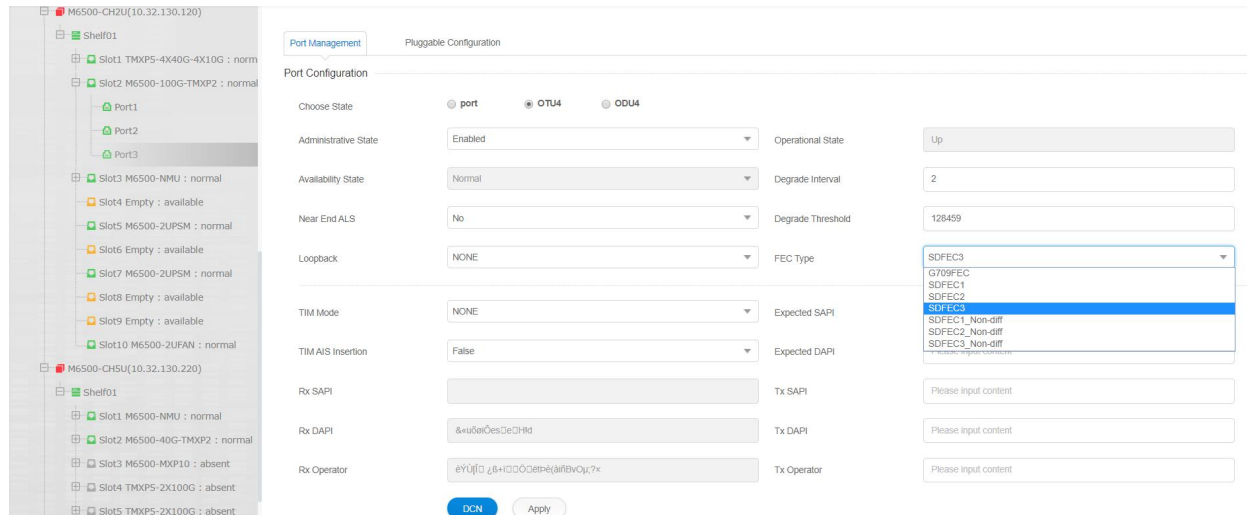 M6500-CH2U(10.32.130.120)
Shelf01
Slot1 TMXP5-4X40G-4X10G : norm
Slot2 M6500-100G-TMXP2 : normal
Port1
Port2
Port3
Slot3 M6500-NMU : normal
Slot4 Empty : available
Slot5 M6500-2UPSM : normal
Slot6 Empty : available
Slot7 M6500-2UPSM : normal
Slot8 Empty : available
Slot9 Empty : available
Slot10 M6500-2UFAN : normal
M6500-CH5U(10.32.130.220)
Shelf01
Slot1 M6500-NMU : normal
Slot2 M6500-40G-TMXP2 : normal
Slot3 M6500-MXP10 : absent
Slot4 TMXP5-2X100G : absent
Slot5 TMXP5-2X100G : absent
Port Management Pluggable Configuration
Port Configuration
Choose State port OTU4 ODU4
Administrative State Enabled Operational State Up
Availability State Normal Degrade Interval 2
Near End ALS No Degrade Threshold 128459
Loopback NONE FEC Type SDFEC3
G709FEC
SDFEC1
SDFEC2
SDFEC3
SDFEC1_Non-diff
SDFEC2_Non-diff
SDFEC3_Non-diff
TIM Mode NONE Expected SAPI
TIM AIS Insertion False Expected DAPI Please input content
Rx SAPI Tx SAPI Please input content
Rx DAPI Tx DAPI Please input content
Rx Operator Tx Operator Please input content
DCN Apply